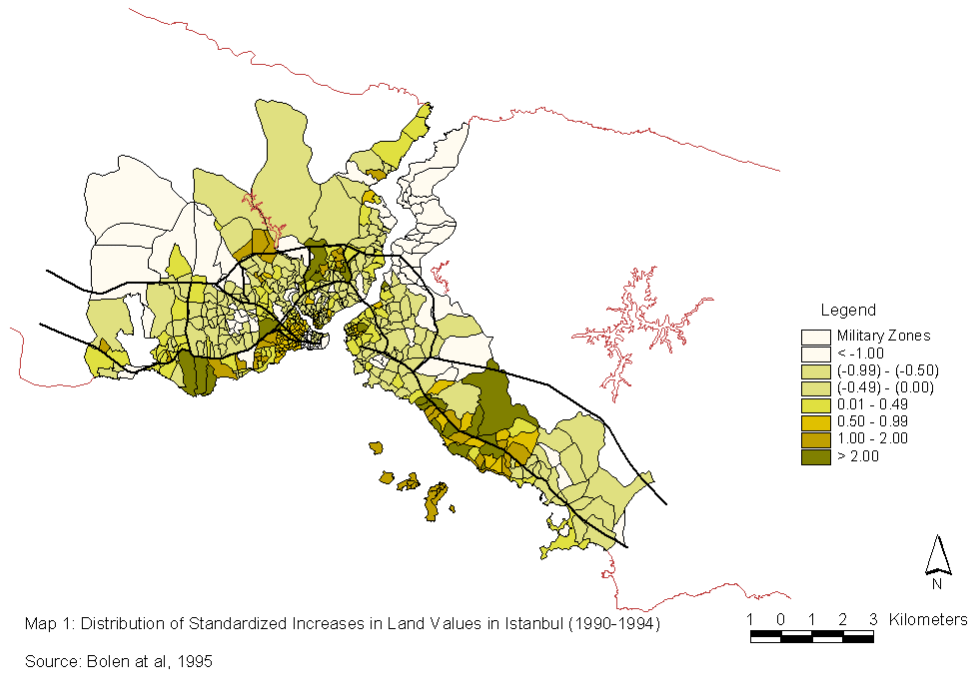 Legend
Military Zones
< -1.00
(-0.99) - (-0.50)
(-0.49) - (0.00)
0.01 - 0.49
0.50 - 0.99
1.00 - 2.00
> 2.00
N
Map 1: Distribution of Standardized Increases in Land Values in Istanbul (1990-1994)
1 0 1 2 3 Kilometers
Source: Bolen at al, 1995